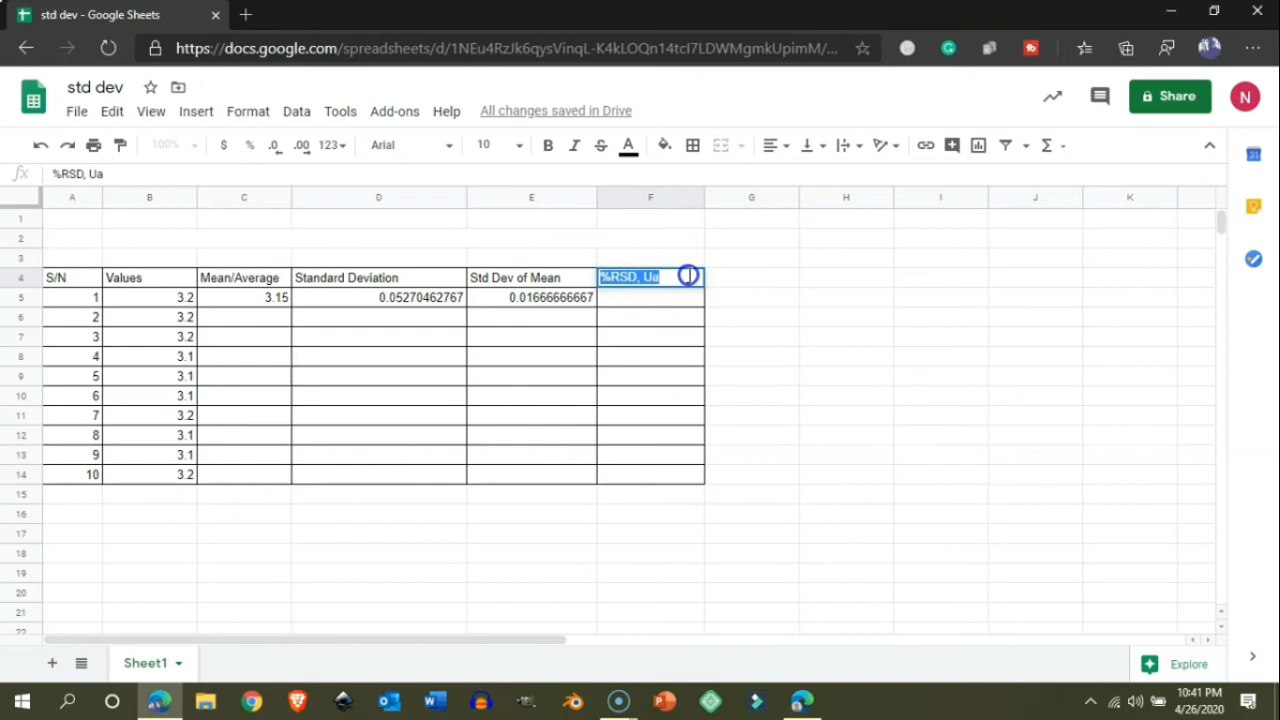 std dev - Google Sheets
https://docs.google.com/spreadsheets/d/1NEu4RzJk6qysVinqL-K4kLOQn14tcI7LDWMgmkUpimM/...
std dev
File Edit View Insert Format Data Tools Add-ons Help All changes saved in Drive
Share
N
100% $ % .0 .00 123 Arial 10 B I S A
fx %RSD, Ua
A B C D E F G H I J K
1
2
3
4 S/N Values Mean/Average Standard Deviation Std Dev of Mean %RSD, Ua
5 1 3.2 3.15 0.05270462767 0.01666666667
6 2 3.2
7 3 3.2
8 4 3.1
9 5 3.1
10 6 3.1
11 7 3.2
12 8 3.1
13 9 3.1
14 10 3.2
15
16
17
18
19
20
21
22
Sheet1
Explore
10:41 PM
4/26/2020